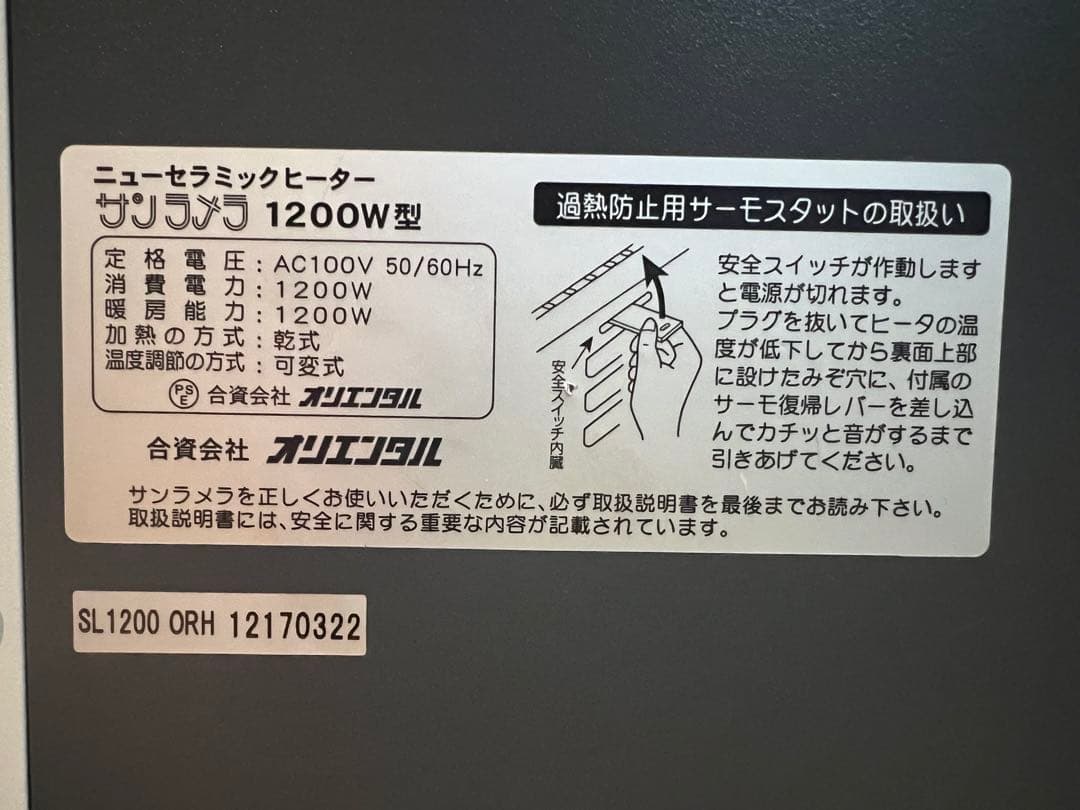 ニューセラミックヒーター
サンラメラ 1200W型
定格電圧：AC100V 50/60Hz
消費電力：1200W
暖房能力：1200W
加熱の方式：乾式
温度調節の方式：可変式
PSE 合資会社 オリエンタル
合資会社 オリエンタル
過熱防止用サーモスタットの取扱い
安全スイッチ内臓
安全スイッチが作動します
と電源が切れます。
プラグを抜いてヒータの温
度が低下してから裏面上部
に設けたみぞ穴に、付属の
サーモ復帰レバーを差し込
んでカチッと音がするまで
引きあげてください。
サンラメラを正しくお使いいただくために、必ず取扱説明書を最後までお読み下さい。
取扱説明書には、安全に関する重要な内容が記載されています。
SL1200 ORH 12170322